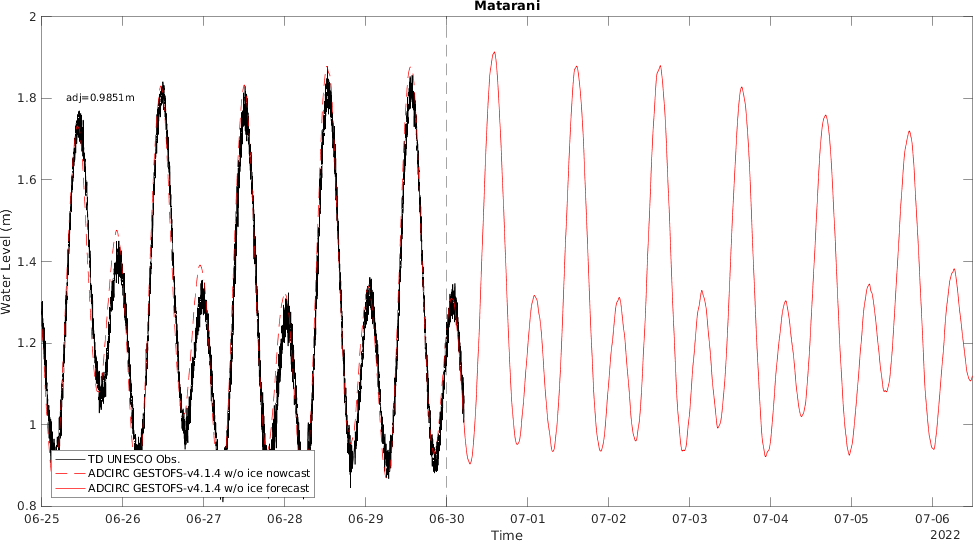 Matarani
2
1.8
1.6
1.4
1.2
1
0.8
Water Level (m)
adj=0.9851m
TD UNESCO Obs.
ADCIRC GESTOFS-v4.1.4 w/o ice nowcast
ADCIRC GESTOFS-v4.1.4 w/o ice forecast
06-25 06-26 06-27 06-28 06-29 06-30 07-01 07-02 07-03 07-04 07-05 07-06
Time
2022